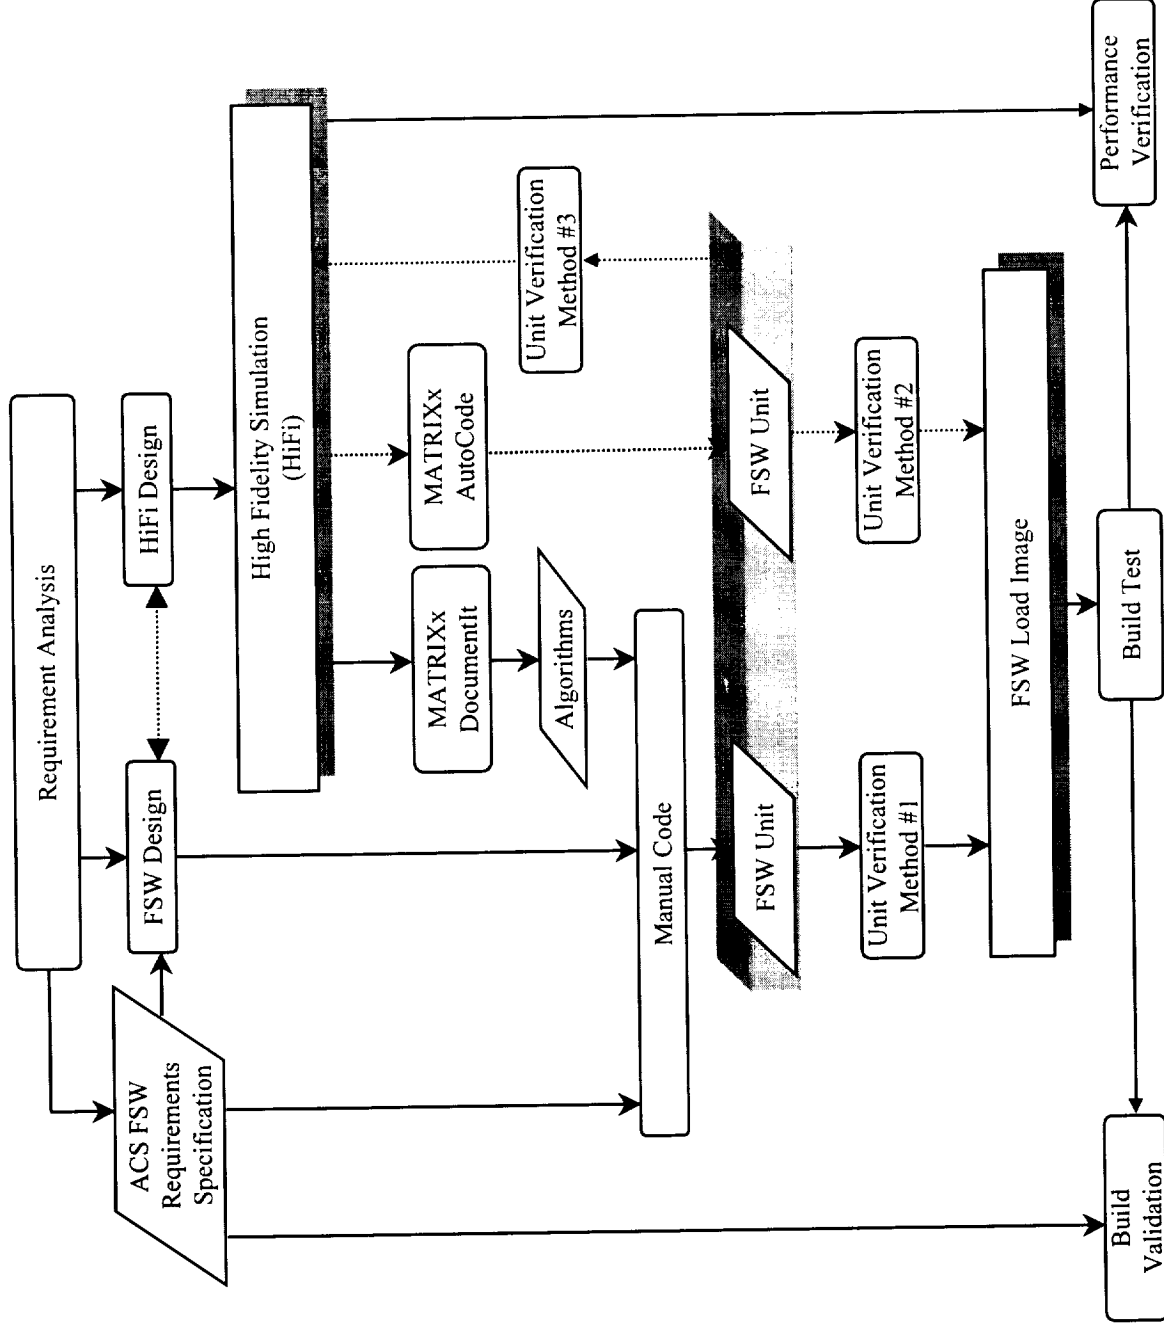 Requirement Analysis
ACS FSW
Requirements
Specification
FSW Design
HiFi Design
High Fidelity Simulation
(HiFi)
MATRIXx
DocumentIt
MATRIXx
AutoCode
Algorithms
Unit Verification
Method #3
Manual Code
FSW Unit
FSW Unit
Unit Verification
Method #1
Unit Verification
Method #2
FSW Load Image
Build
Validation
Build Test
Performance
Verification